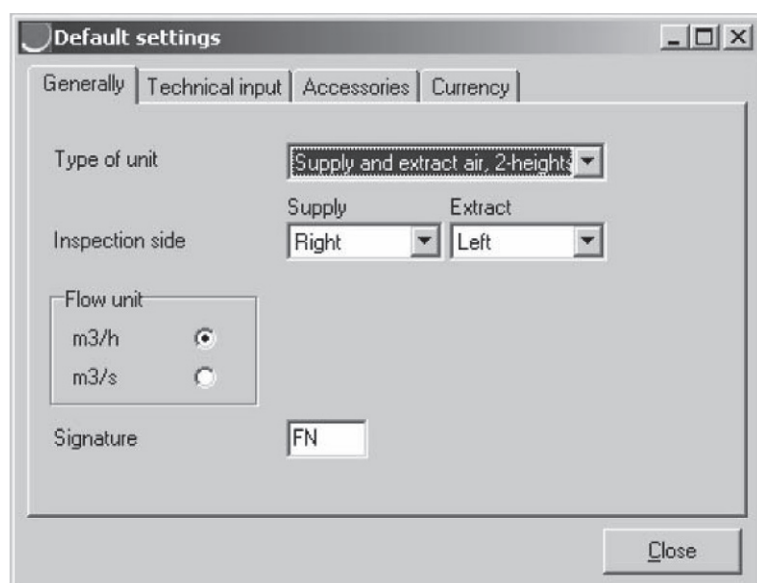 Default settings
Generally Technical input Accessories Currency
Type of unit Supply and extract air, 2-heights
Supply Extract
Inspection side Right Left
Flow unit
m3/h
m3/s
Signature FN
Close